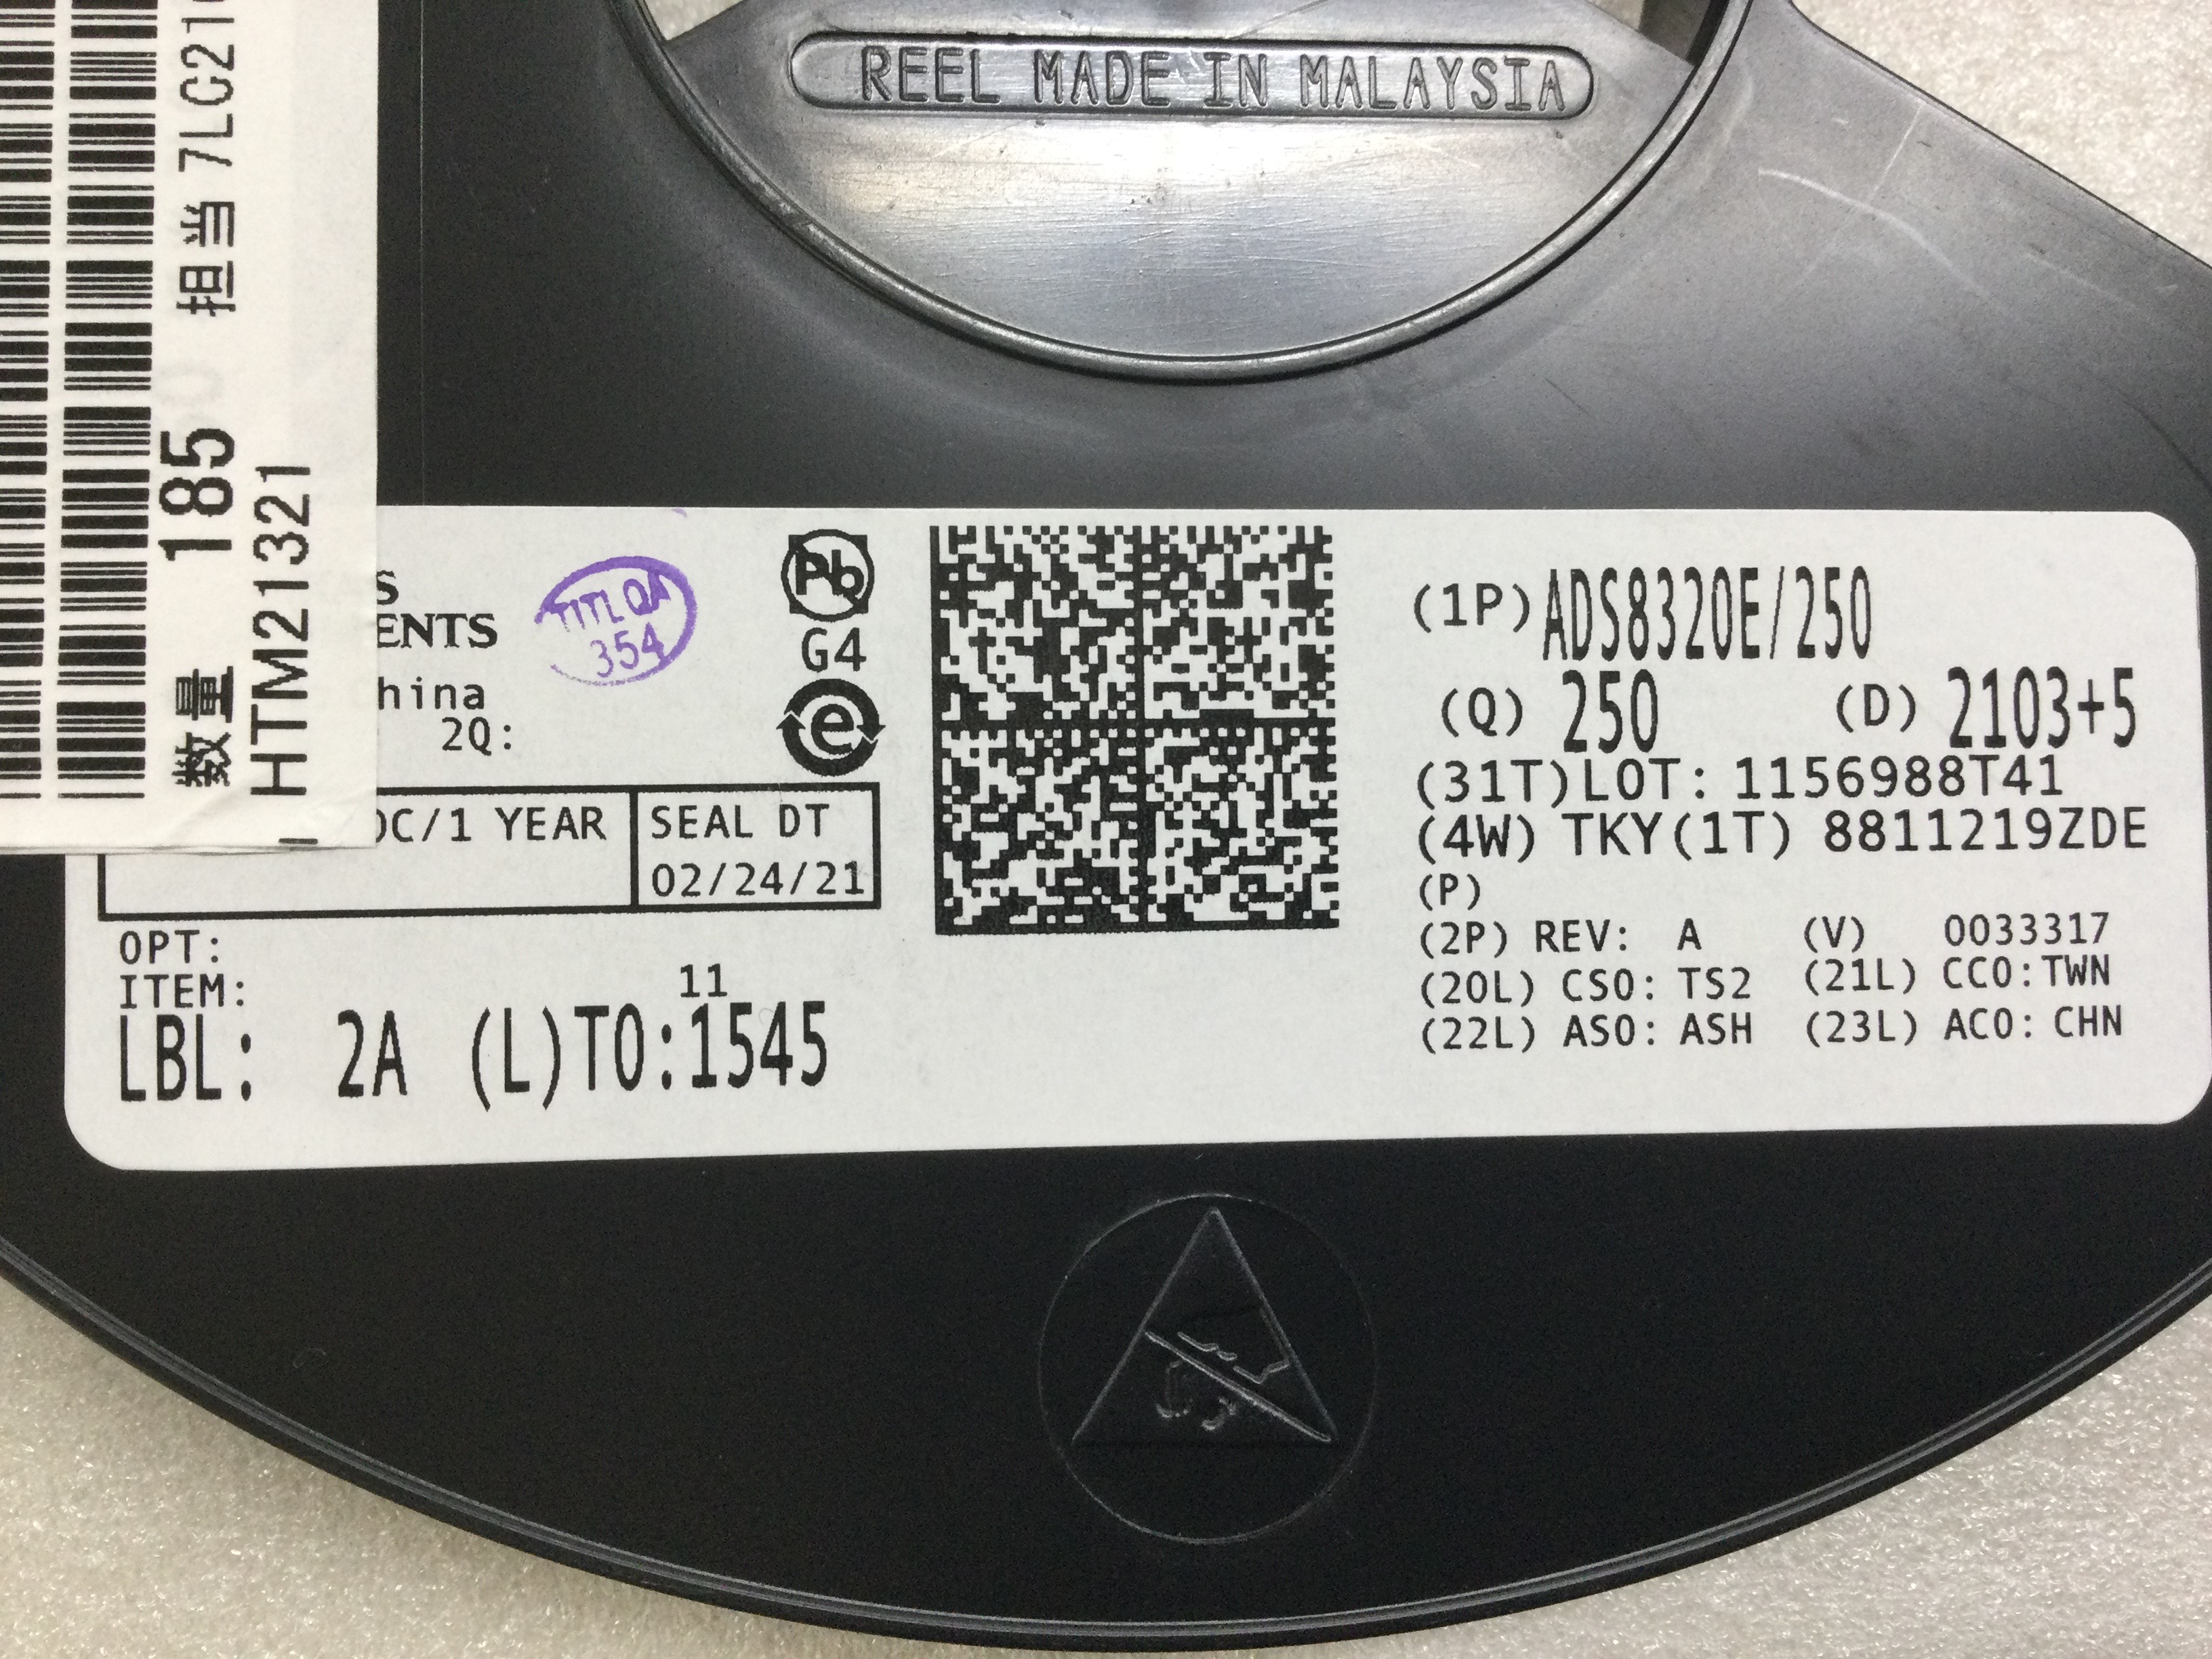 REEL MADE IN MALAYSIA
担当 7LC21
数量 185
HTM21321
S
ENTS
hina
2Q:
TITL QA
354
Pb
G4
e
C/1 YEAR
SEAL DT
02/24/21
OPT:
ITEM:
11
LBL: 2A (L)TO:1545
(1P) ADS8320E/250
(Q) 250 (D) 2103+5
(31T)LOT: 1156988T41
(4W) TKY(1T) 8811219ZDE
(P)
(2P) REV: A (V) 0033317
(20L) CSO: TS2 (21L) CCO:TWN
(22L) ASO: ASH (23L) ACO: CHN